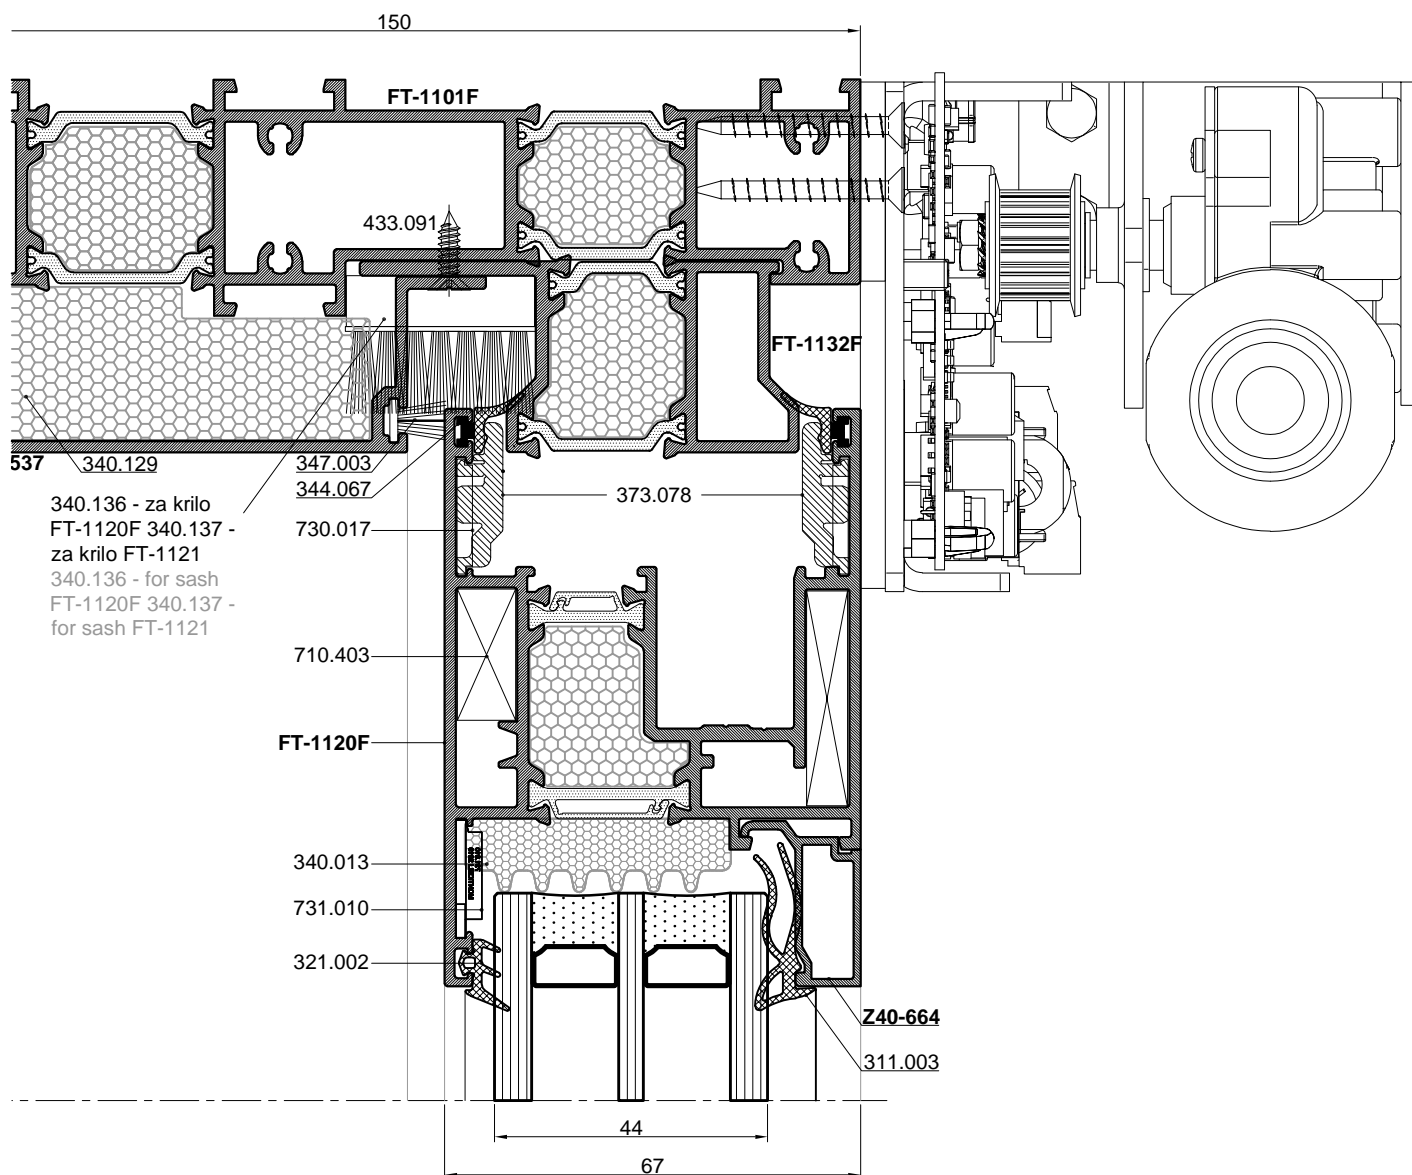 150
FT-1101F
433.091
FT-1132F
537
340.129
347.003
344.067
373.078
340.136 - za krilo
FT-1120F 340.137 -
za krilo FT-1121
340.136 - for sash
FT-1120F 340.137 -
for sash FT-1121
730.017
710.403
FT-1120F
340.013
731.010
321.002
Z40-664
311.003
44
67